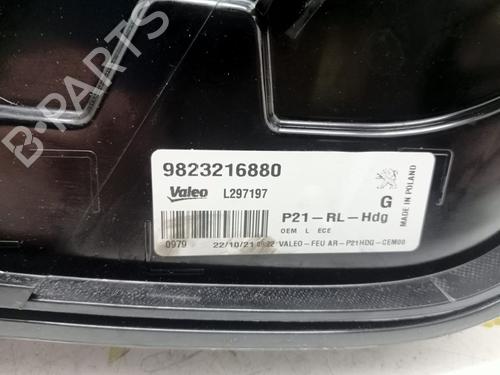 B-PARTS
9823216880
Valeo L297197
G
MADE IN POLAND
P21-RL-Hdg
OEM L ECE
0979 22/10/21 VALEO-FEU AR-P21HDG-CEM00